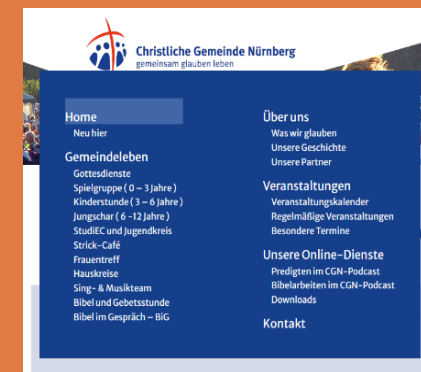 Christliche Gemeinde Nürnberg
gemeinsam glauben leben
Home
Neu hier
Gemeindeleben
Gottesdienste
Spielgruppe ( 0 – 3 Jahre )
Kinderstunde ( 3 – 6 Jahre )
Jungschar ( 6 -12 Jahre )
StudiEC und Jugendkreis
Strick-Café
Frauentreff
Hauskreise
Sing- & Musikteam
Bibel und Gebetsstunde
Bibel im Gespräch – BiG
Über uns
Was wir glauben
Unsere Geschichte
Unsere Partner
Veranstaltungen
Veranstaltungskalender
Regelmäßige Veranstaltungen
Besondere Termine
Unsere Online-Dienste
Predigten im CGN-Podcast
Bibelarbeiten im CGN-Podcast
Downloads
Kontakt